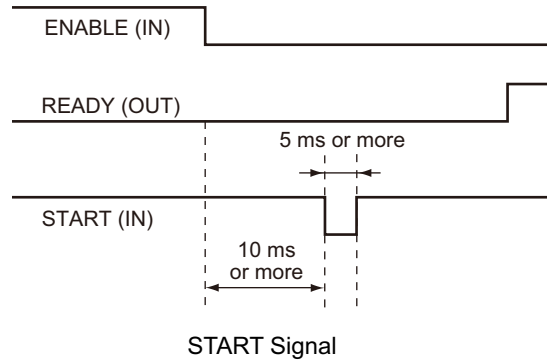 ENABLE (IN)
READY (OUT)
5 ms or more
START (IN)
10 ms
or more
START Signal